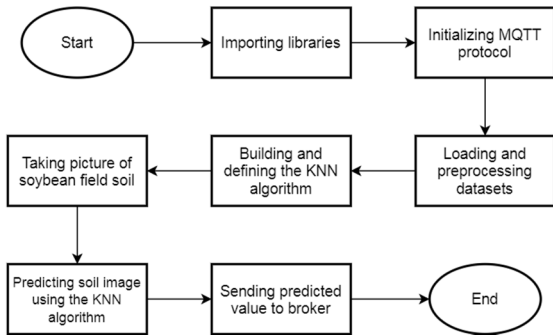 Start
Importing libraries
Initializing MQTT
protocol
Loading and
preprocessing
datasets
Building and
defining the KNN
algorithm
Taking picture of
soybean field soil
Predicting soil image
using the KNN
algorithm
Sending predicted
value to broker
End